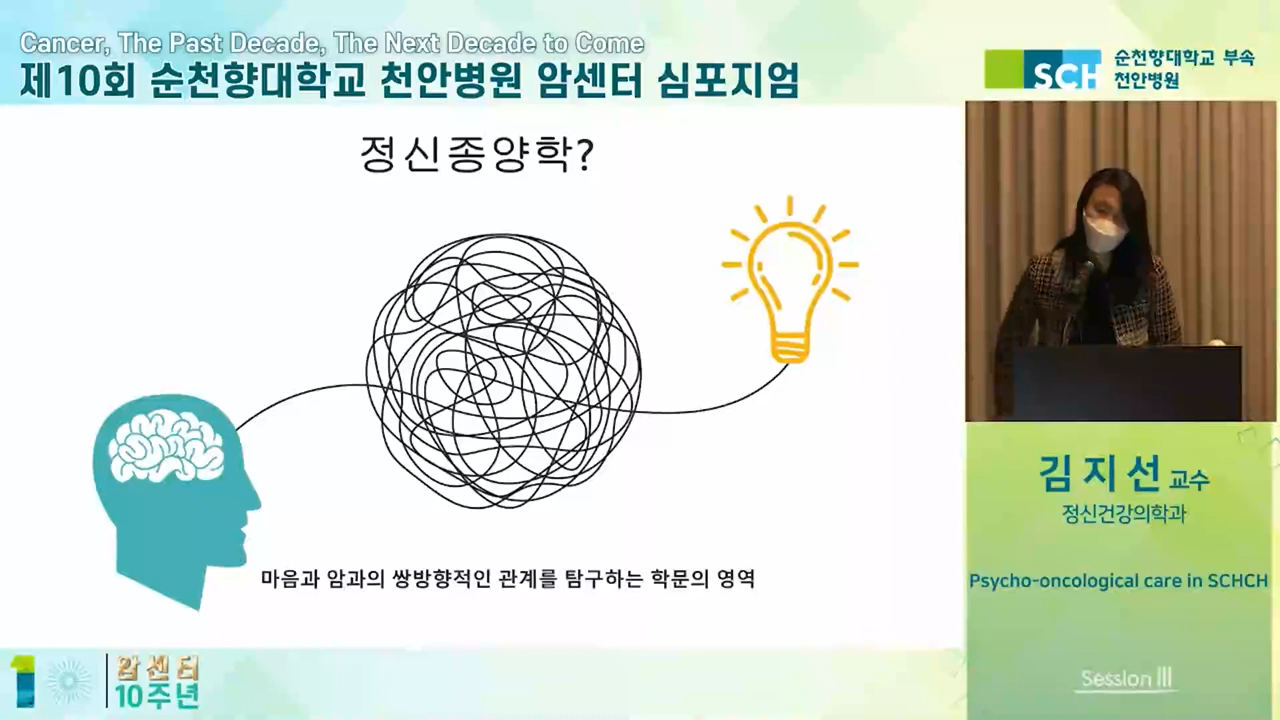 Cancer, The Past Decade, The Next Decade to Come
제10회 순천향대학교 천안병원 암센터 심포지엄
SCH
순천향대학교 부속
천안병원
정신종양학?
마음과 암과의 쌍방향적인 관계를 탐구하는 학문의 영역
김지선 교수
정신건강의학과
Psycho-oncological care in SCHCH
Session III
암센터
10주년